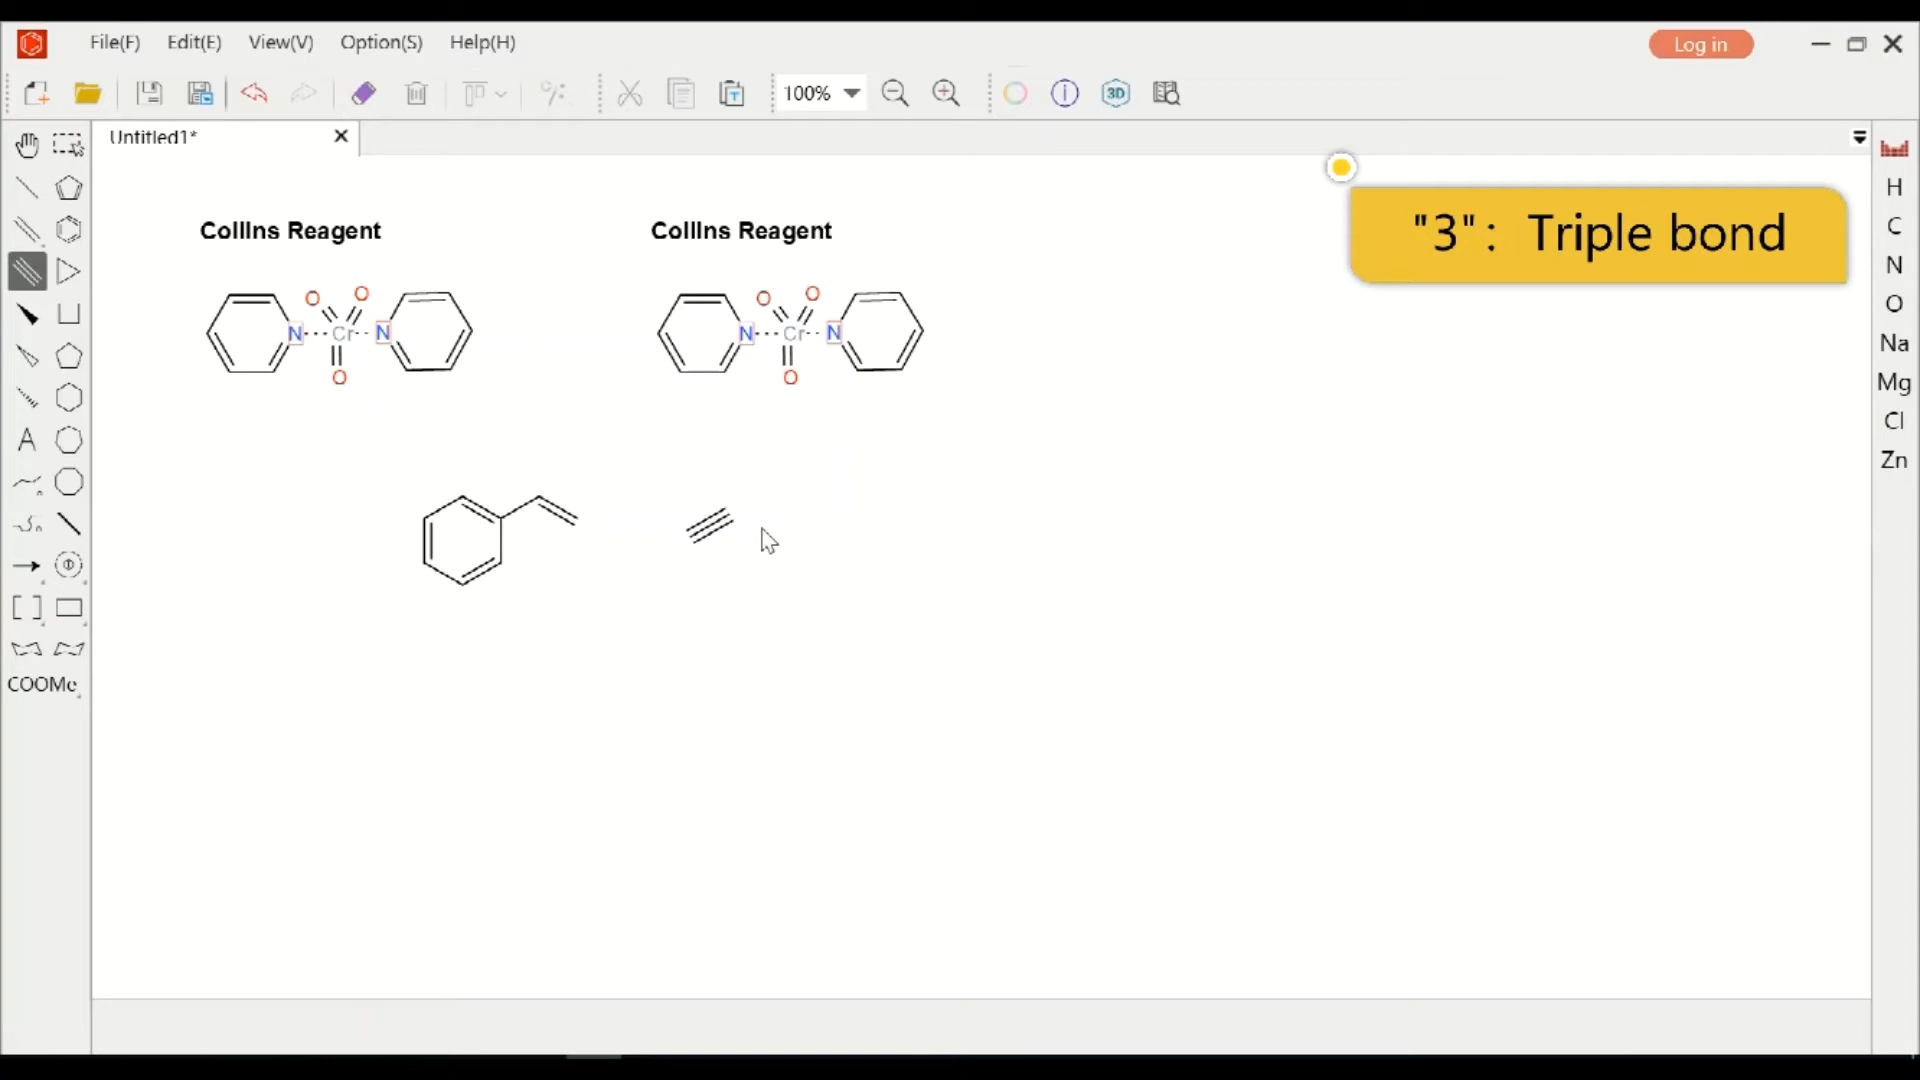 File(F) Edit(E) View(V) Option(S) Help(H) Log in
100% 3D
Untitled1*
"3": Triple bond
Collins Reagent Collins Reagent
O O O O
N Cr N N Cr N
O O
A
COOMe
H
C
N
O
Na
Mg
Cl
Zn